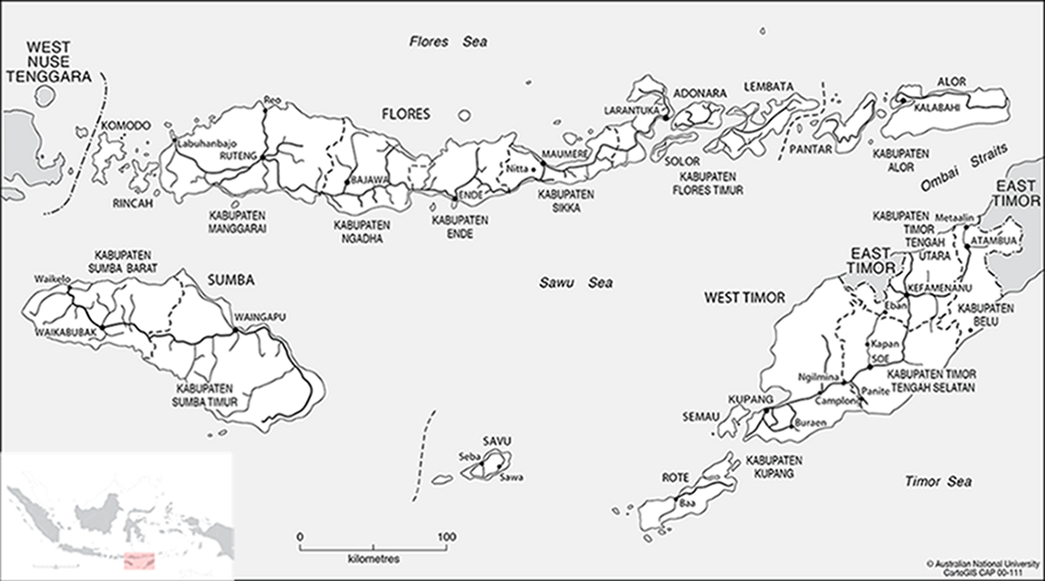 Flores Sea
WEST
NUSE
TENGGARA
KOMODO
RINCAH
Labuhanbajo
Reo
RUTENG
FLORES
BAJAWA
ENDE
Nitta
MAUMERE
LARANTUKA
ADONARA
LEMBATA
SOLOR
PANTAR
ALOR
KALABAHI
KABUPATEN
MANGGARAI
KABUPATEN
NGADHA
KABUPATEN
ENDE
KABUPATEN
SIKKA
KABUPATEN
FLORES TIMUR
KABUPATEN
ALOR
Ombai Straits
EAST
TIMOR
KABUPATEN
TIMOR
TENGAH
UTARA
Metaalin
ATAMBUA
EAST
TIMOR
KEFAMENANU
KABUPATEN
BELU
Eban
WEST TIMOR
Sawu Sea
KABUPATEN
SUMBA BARAT
SUMBA
Waikelo
WAIKABUBAK
WAINGAPU
KABUPATEN
SUMBA TIMUR
Kapan
SOE
KABUPATEN TIMOR
TENGAH SELATAN
Ngilmina
Panite
Camplong
KUPANG
SEMAU
Buraen
KABUPATEN
KUPANG
SAVU
Seba
Sawa
ROTE
Baa
Timor Sea
0 100
kilometres
© Australian National University
CartoGIS CAP 00-111